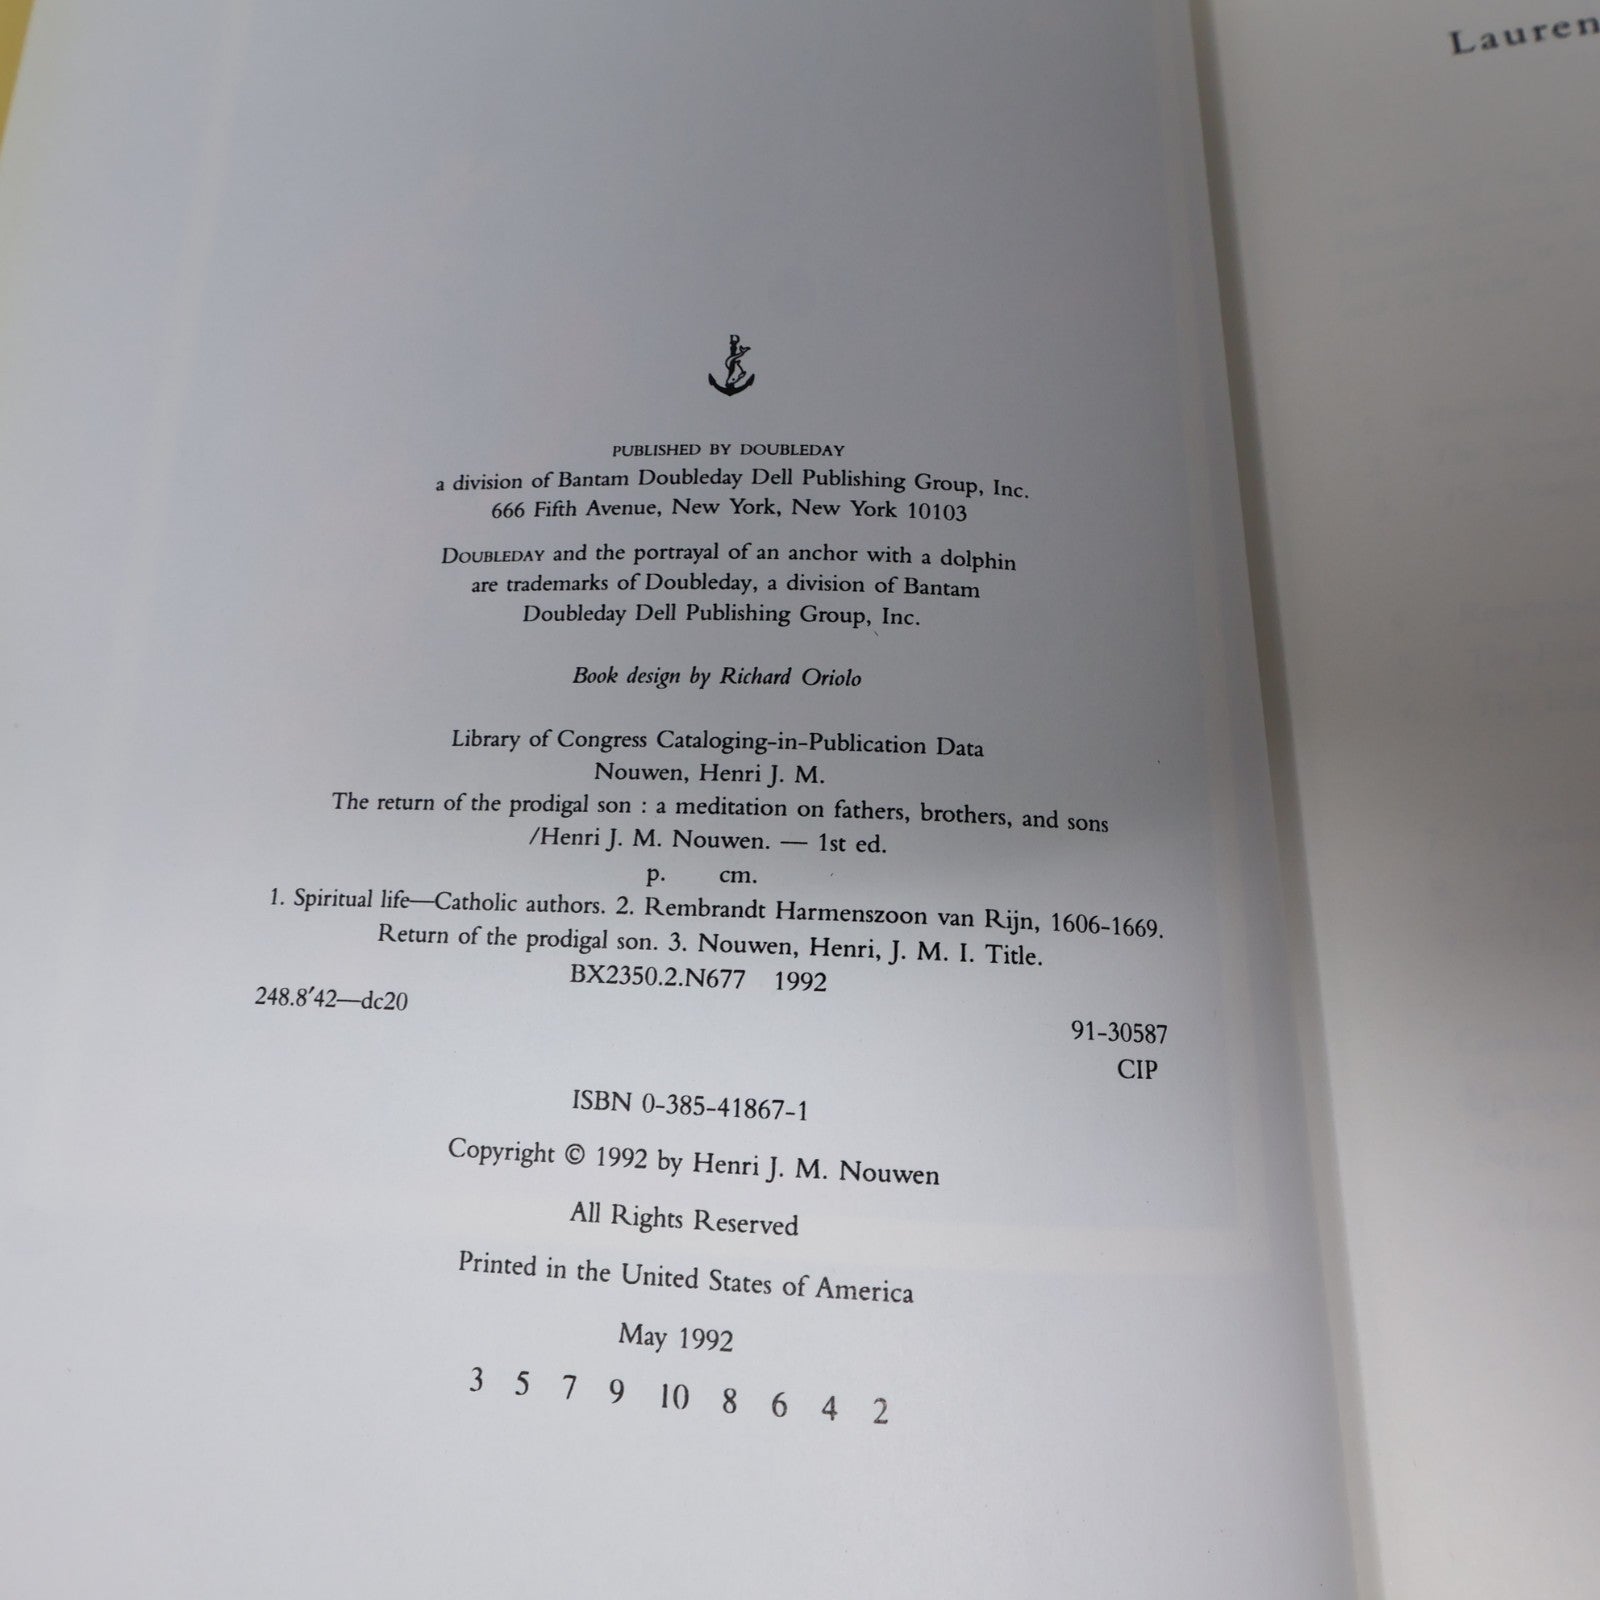 PUBLISHED BY DOUBLEDAY
a division of Bantam Doubleday Dell Publishing Group, Inc.
666 Fifth Avenue, New York, New York 10103
DOUBLEDAY and the portrayal of an anchor with a dolphin
are trademarks of Doubleday, a division of Bantam
Doubleday Dell Publishing Group, Inc.
Book design by Richard Oriolo
Library of Congress Cataloging-in-Publication Data
Nouwen, Henri J. M.
The return of the prodigal son : a meditation on fathers, brothers, and sons
/Henri J. M. Nouwen. — 1st ed.
p. cm.
1. Spiritual life—Catholic authors. 2. Rembrandt Harmenszoon van Rijn, 1606-1669.
Return of the prodigal son. 3. Nouwen, Henri, J. M. I. Title.
BX2350.2.N677 1992
248.8′42—dc20
91-30587
CIP
ISBN 0-385-41867-1
Copyright © 1992 by Henri J. M. Nouwen
All Rights Reserved
Printed in the United States of America
May 1992
3 5 7 9 10 8 6 4 2
Lauren